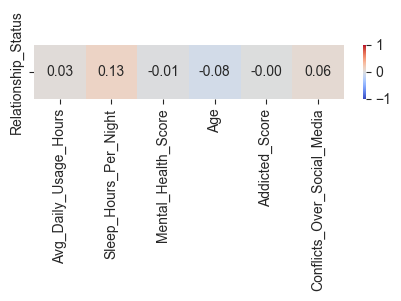 Relationship_Status
0.03 0.13 -0.01 -0.08 -0.00 0.06
1
0
−1
Avg_Daily_Usage_Hours
Sleep_Hours_Per_Night
Mental_Health_Score
Age
Addicted_Score
Conflicts_Over_Social_Media